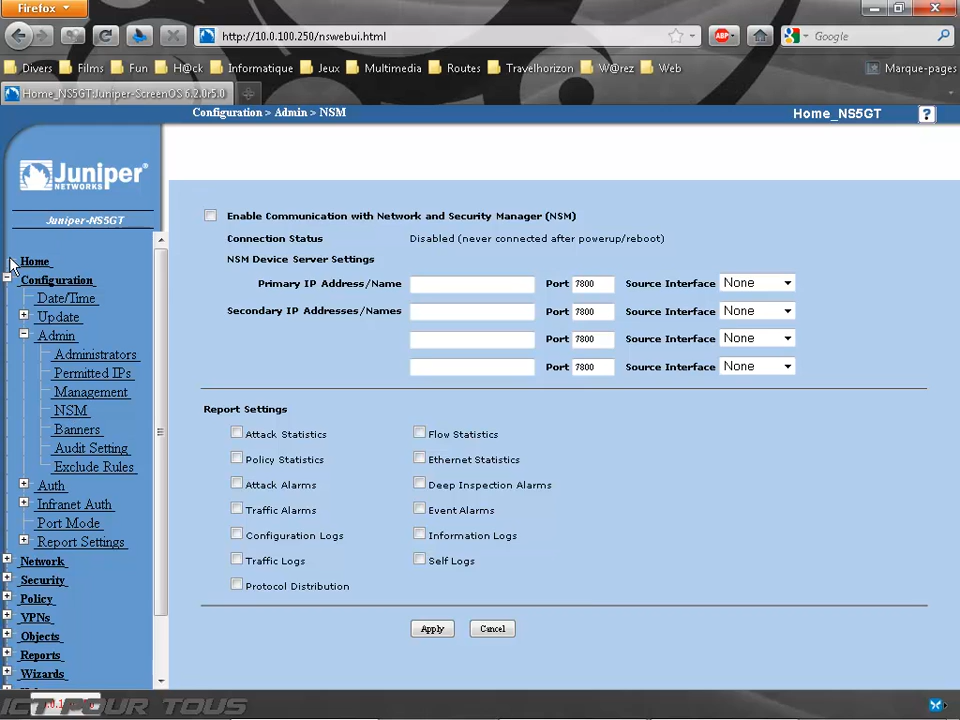 Firefox
http://10.0.100.250/nswebui.html
ABP
Google
Divers
Films
Fun
H@ck
Informatique
Jeux
Multimedia
Routes
Travelhorizon
W@rez
Web
Marque-pages
Home_NS5GT:Juniper-ScreenOS 6.2.0r5.0
Configuration > Admin > NSM
Home_NS5GT
?
Juniper
NETWORKS
Juniper-NS5GT
Home
Configuration
Date/Time
Update
Admin
Administrators
Permitted IPs
Management
NSM
Banners
Audit Setting
Exclude Rules
Auth
Infranet Auth
Port Mode
Report Settings
Network
Security
Policy
VPNs
Objects
Reports
Wizards
Enable Communication with Network and Security Manager (NSM)
Connection Status Disabled (never connected after powerup/reboot)
NSM Device Server Settings
Primary IP Address/Name Port 7800 Source Interface None
Secondary IP Addresses/Names Port 7800 Source Interface None
Port 7800 Source Interface None
Port 7800 Source Interface None
Report Settings
Attack Statistics Flow Statistics
Policy Statistics Ethernet Statistics
Attack Alarms Deep Inspection Alarms
Traffic Alarms Event Alarms
Configuration Logs Information Logs
Traffic Logs Self Logs
Protocol Distribution
Apply Cancel
ICT FOUR TOUS